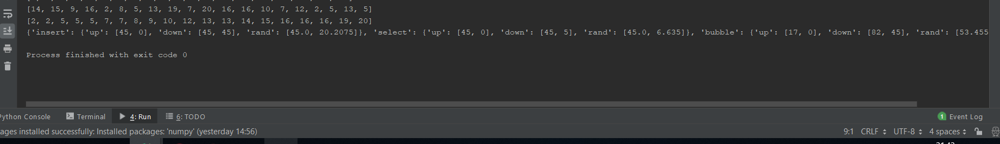 [14, 15, 9, 16, 2, 8, 5, 13, 19, 7, 20, 16, 16, 10, 7, 12, 2, 5, 13, 5]
[2, 2, 5, 5, 5, 7, 7, 8, 9, 10, 12, 13, 13, 14, 15, 16, 16, 16, 19, 20]
{'insert': {'up': [45, 0], 'down': [45, 45], 'rand': [45.0, 20.2075]}, 'select': {'up': [45, 0], 'down': [45, 5], 'rand': [45.0, 6.635]}, 'bubble': {'up': [17, 0], 'down': [82, 45], 'rand': [53.455
Process finished with exit code 0
Python Console Terminal 4: Run 6: TODO 1 Event Log
ages installed successfully: Installed packages: 'numpy' (yesterday 14:56) 9:1 CRLF UTF-8 4 spaces